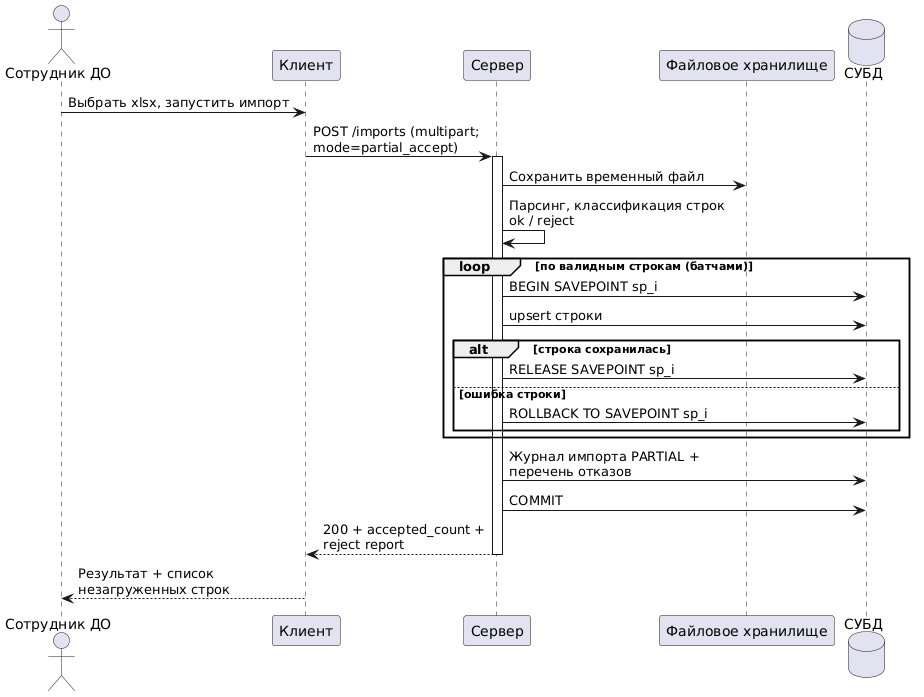 Сотрудник ДО
Клиент
Сервер
Файловое хранилище
СУБД
Выбрать xlsx, запустить импорт
POST /imports (multipart;
mode=partial_accept)
Сохранить временный файл
Парсинг, классификация строк
ok / reject
loop
[по валидным строкам (батчами)]
BEGIN SAVEPOINT sp_i
upsert строки
alt
[строка сохранилась]
RELEASE SAVEPOINT sp_i
[ошибка строки]
ROLLBACK TO SAVEPOINT sp_i
Журнал импорта PARTIAL +
перечень отказов
COMMIT
200 + accepted_count +
reject report
Результат + список
незагруженных строк
Сотрудник ДО
Клиент
Сервер
Файловое хранилище
СУБД